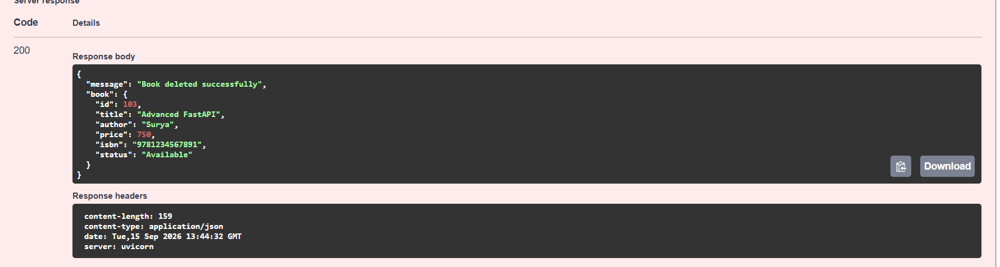 Server response
Code Details
200
Response body
{
  "message": "Book deleted successfully",
  "book": {
    "id": 103,
    "title": "Advanced FastAPI",
    "author": "Surya",
    "price": 750,
    "isbn": "9781234567891",
    "status": "Available"
  }
}
Download
Response headers
content-length: 159
content-type: application/json
date: Tue,15 Sep 2026 13:44:32 GMT
server: uvicorn